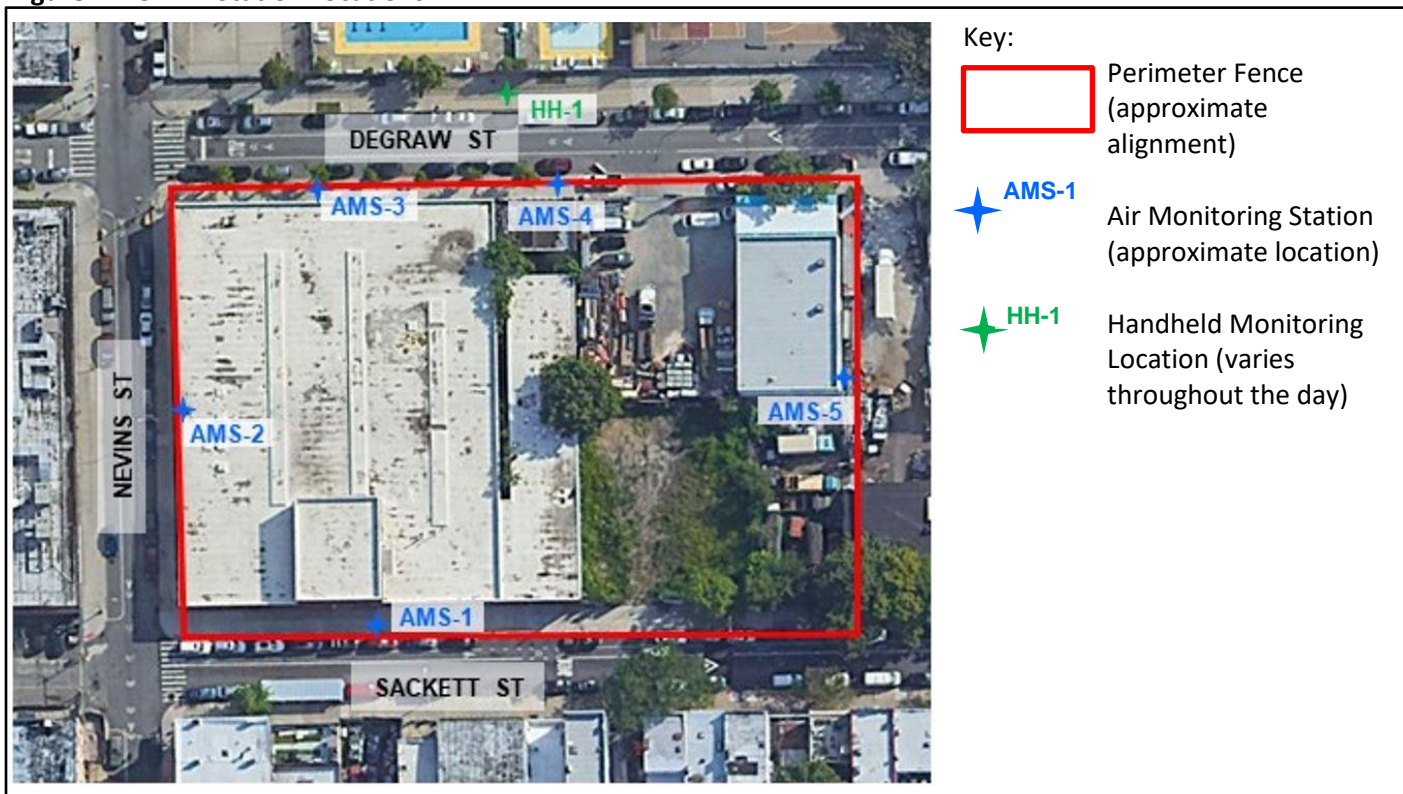 Key:
Perimeter Fence
(approximate
alignment)
AMS-1
Air Monitoring Station
(approximate location)
HH-1
Handheld Monitoring
Location (varies
throughout the day)
HH-1
DEGRAW ST
AMS-3
AMS-4
AMS-2
AMS-5
NEVINS ST
AMS-1
SACKETT ST